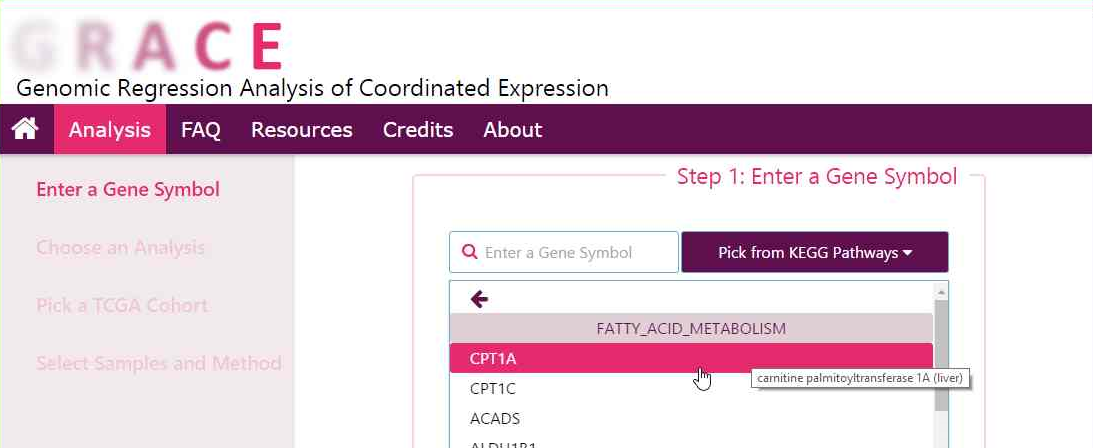 GRACE
Genomic Regression Analysis of Coordinated Expression
Analysis FAQ Resources Credits About
Enter a Gene Symbol
Choose an Analysis
Pick a TCGA Cohort
Select Samples and Method
Step 1: Enter a Gene Symbol
Enter a Gene Symbol
Pick from KEGG Pathways
FATTY_ACID_METABOLISM
CPT1A
carnitine palmitoyltransferase 1A (liver)
CPT1C
ACADS